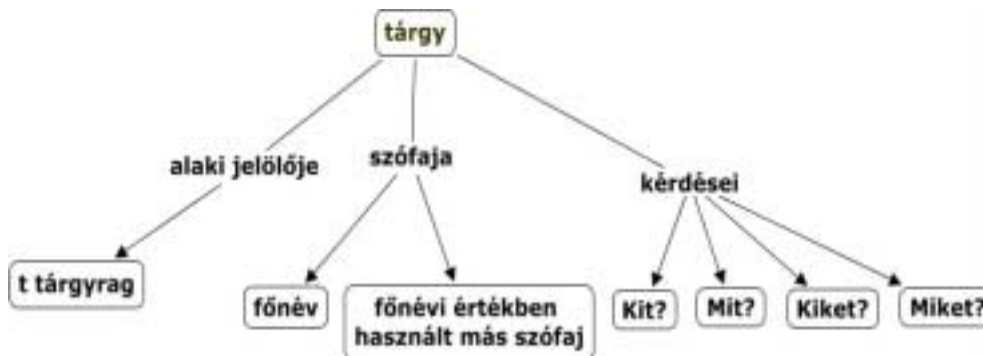 tárgy
alaki jelölője
szófaja
kérdései
t tárgyrag
főnév
főnévi értékben
használt más szófaj
Kit?
Mit?
Kiket?
Miket?